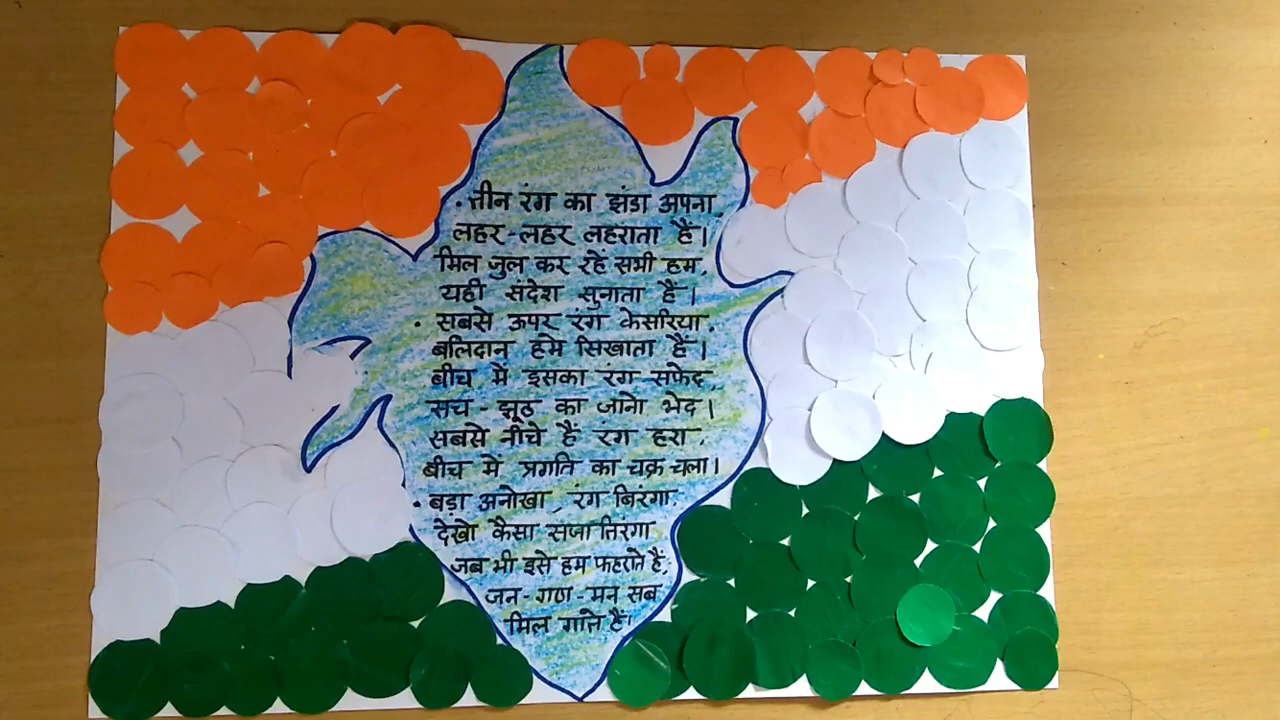 • तीन रंग का झंडा अपना,
लहर-लहर लहराता हैं।
मिल जुल कर रहें सभी हम,
यही संदेश सुनाता है।
• सबसे ऊपर रंग केसरिया,
बलिदान हमे सिखाता हैं।
बीच में इसका रंग सफेद,
सच - झूठ का जानो भेद।
सबसे नीचे हैं रंग हरा,
बीच में प्रगति का चक्र चला।
• बड़ा अनोखा, रंग बिरंगा,
देखो कैसा सजा तिरंगा
जब भी इसे हम फहराते हैं,
जन-गण-मन सब
मिल गाते हैं।